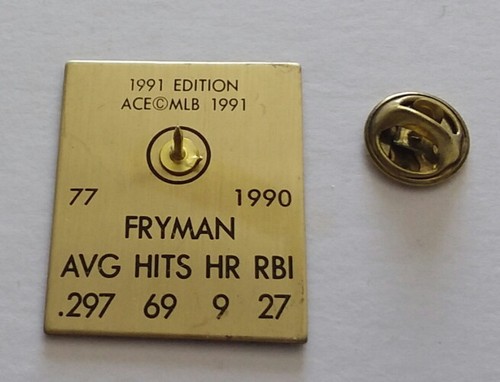 1991 EDITION
ACE©MLB 1991
77 1990
FRYMAN
AVG HITS HR RBI
.297 69 9 27